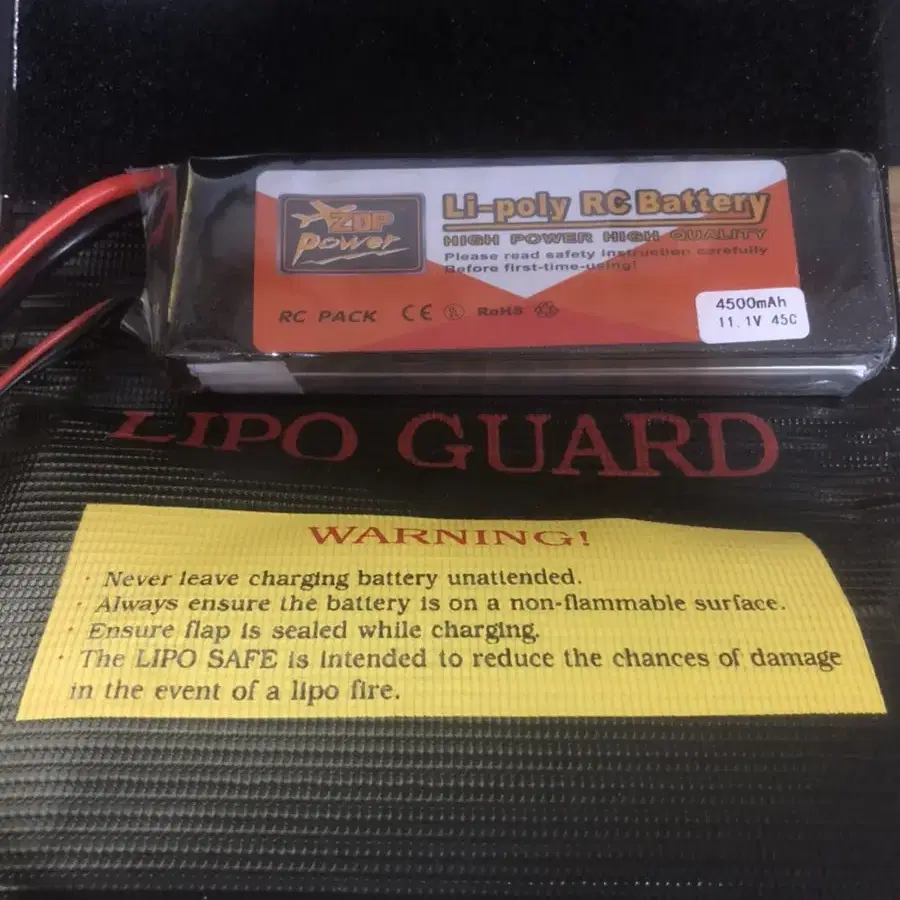 ZOP
power
Li-poly RC Battery
HIGH POWER HIGH QUALITY
Please read safety instruction carefully
Before first-time-using!
RC PACK CE RoHS
4500mAh
11.1V 45C
LIPO GUARD
WARNING!
· Never leave charging battery unattended.
· Always ensure the battery is on a non-flammable surface.
· Ensure flap is sealed while charging.
· The LIPO SAFE is intended to reduce the chances of damage
in the event of a lipo fire.